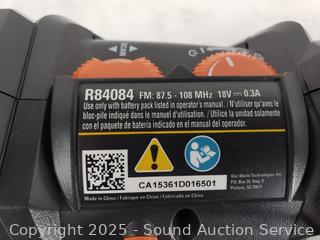 SCAN
R84084 FM: 87.5 - 108 MHz 18V 0.3A
Use only with battery pack listed in operator's manual. / N'utiliser qu'avec le
bloc-pile indiqué dans le manuel d'utilisation. / Utilice la unidad solamente
con el paquete de batería indicado en el manual del operador.
One World Technologies, Inc.
P.O. Box 35, Hwy. 8
Pickens, SC 29671
CA15361D016501
Made in China / Fabriqué en Chine / Fabricado en China
Copyright 2025 - Sound Auction Service